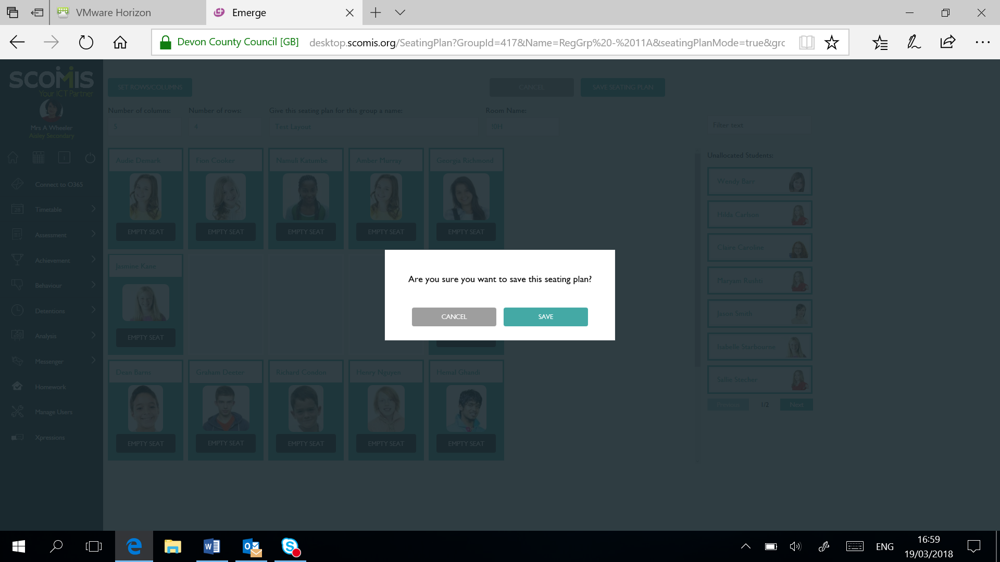 VMware Horizon
Emerge
Devon County Council [GB]
desktop.scomis.org/SeatingPlan?GroupId=417&Name=RegGrp%20-%2011A&seatingPlanMode=true&grc
SCOMIS
Your ICT Partner
Mrs A Wheeler
Aisley Secondary
Connect to O365
Timetable
Assessment
Achievement
Behaviour
Detentions
Analysis
Messenger
Homework
Manage Users
Xpressions
SET ROWS/COLUMNS
CANCEL
SAVE SEATING PLAN
Number of columns:
Number of rows:
Give this seating plan for this group a name:
Room Name:
5
4
Test Layout
Filter text
Audie Demark
Fion Cooker
Namuli Katumbe
Amber Murray
Georgia Richmond
EMPTY SEAT
EMPTY SEAT
EMPTY SEAT
EMPTY SEAT
EMPTY SEAT
Jasmine Kane
EMPTY SEAT
Are you sure you want to save this seating plan?
CANCEL
SAVE
Dean Barns
Graham Deeter
Richard Condon
Henry Nguyen
Hemal Ghandi
EMPTY SEAT
EMPTY SEAT
EMPTY SEAT
EMPTY SEAT
EMPTY SEAT
Unallocated Students:
Wendy Barr
Hilda Carlson
Claire Caroline
Maryam Rushti
Jason Smith
Isabelle Starbourne
Sallie Stecher
Previous
1/2
Next
ENG
16:59
19/03/2018